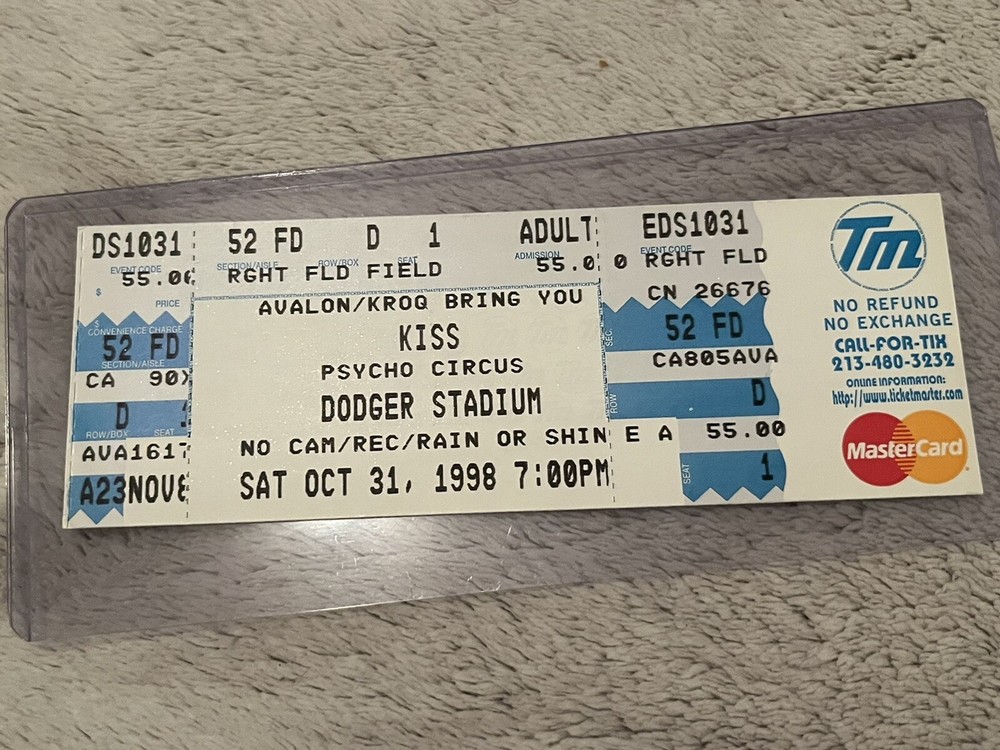 DS1031
EVENT CODE
55.00
$
PRICE
$
CONVENIENCE CHARGE
52 FD
SECTION/AISLE
CA 90X
D
ROW/BOX SEAT
AVA1617
A23NOV8
52 FD D 1 ADULT
SECTION/AISLE ROW/BOX SEAT ADMISSION
RGHT FLD FIELD 55.00
AVALON/KROQ BRING YOU
KISS
PSYCHO CIRCUS
DODGER STADIUM
NO CAM/REC/RAIN OR SHINE A
SAT OCT 31, 1998 7:00PM
EDS1031
EVENT CODE
RGHT FLD
CN 26676
SEC.
52 FD
CA805AVA
ROW
D
55.00
SEAT
1
Tm
NO REFUND
NO EXCHANGE
CALL-FOR-TIX
213-480-3232
ONLINE INFORMATION:
http://www.ticketmaster.com
MasterCard